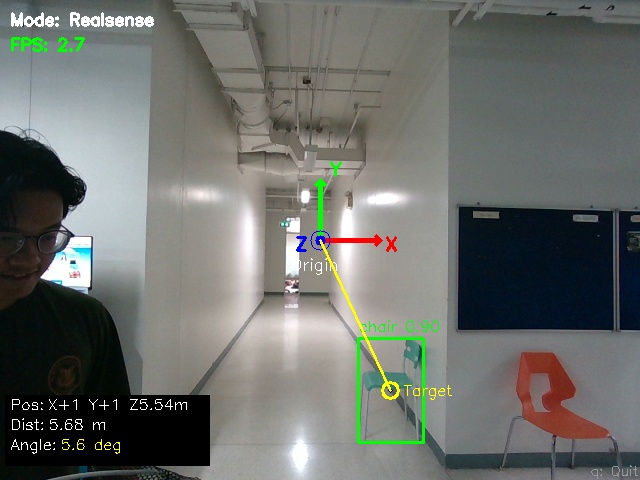 Mode: Realsense
FPS: 2.7
Y
Z
X
Origin
chair 0.90
Target
Pos: X+1 Y+1 Z5.54m
Dist: 5.68 m
Angle: 5.6 deg
q: Quit